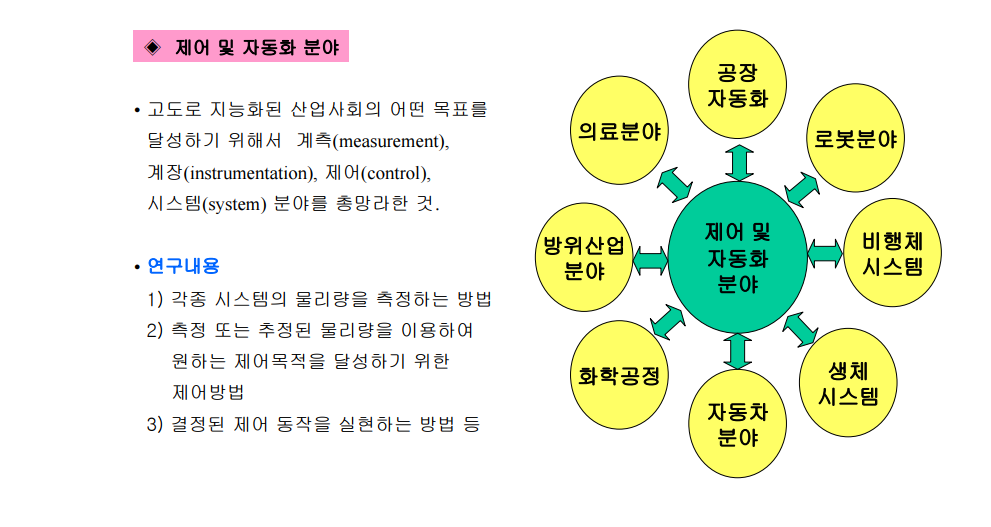 ◈ 제어 및 자동화 분야
• 고도로 지능화된 산업사회의 어떤 목표를
달성하기 위해서 계측(measurement),
계장(instrumentation), 제어(control),
시스템(system) 분야를 총망라한 것.
• 연구내용
1) 각종 시스템의 물리량을 측정하는 방법
2) 측정 또는 추정된 물리량을 이용하여
원하는 제어목적을 달성하기 위한
제어방법
3) 결정된 제어 동작을 실현하는 방법 등
공장
자동화
의료분야
로봇분야
제어 및
자동화
분야
방위산업
분야
비행체
시스템
화학공정
생체
시스템
자동차
분야